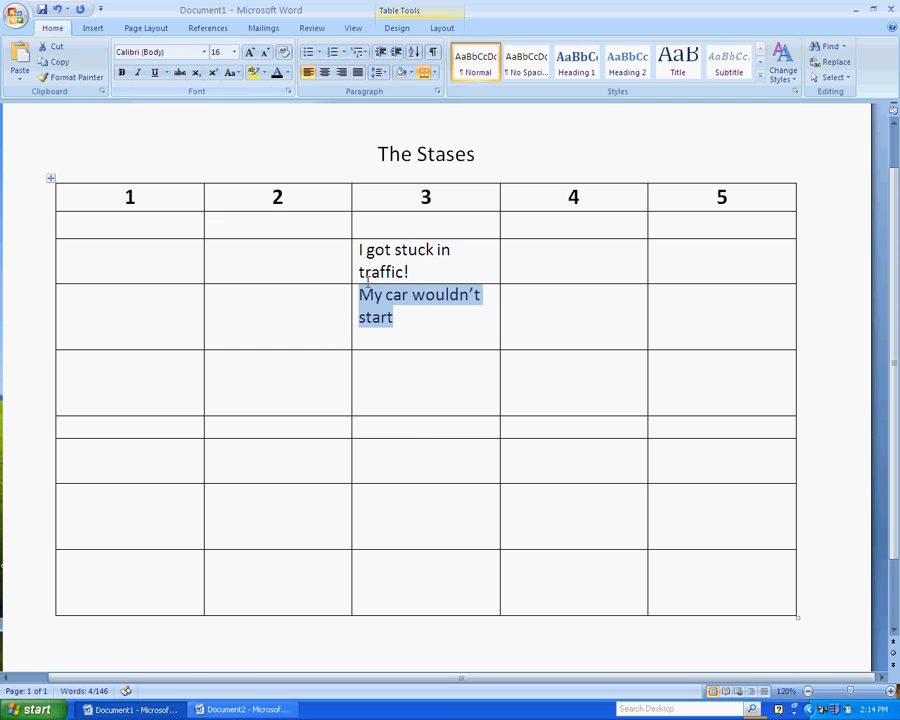 Document1 - Microsoft Word
Table Tools
Home Insert Page Layout References Mailings Review View Design Layout
Paste
Cut
Copy
Format Painter
Clipboard
Calibri (Body) 16
B I U abc x₂ x² Aa A
Font
Paragraph
AaBbCcDc AaBbCcDc AaBbC AaBbCc AaB AaBbCc.
¶ Normal ¶ No Spaci... Heading 1 Heading 2 Title Subtitle
Change Styles
Styles
Find
Replace
Select
Editing
The Stases
1 2 3 4 5
I got stuck in
traffic!
My car wouldn’t
start
Page: 1 of 1 Words: 4/146 120%
start Document1 - Microsof... Document2 - Microsof... Search Desktop 2:14 PM